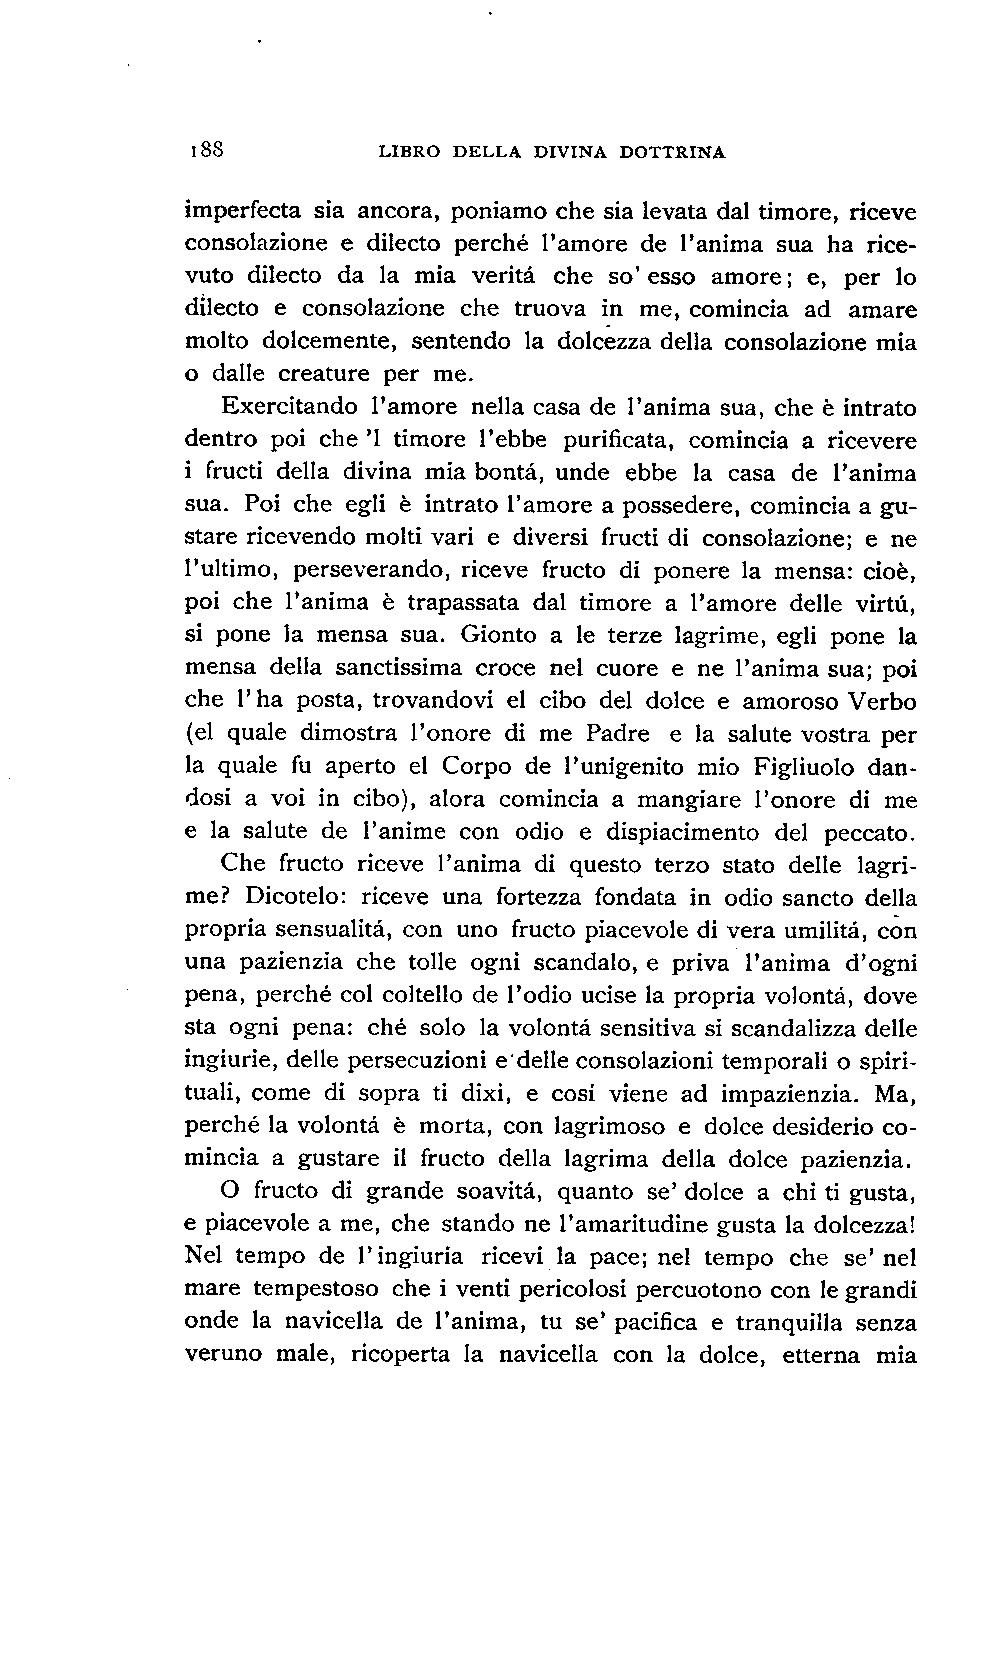 188 LIBRO DELLA DIVINA DOTTRINA
imperfecta sia ancora, poniamo che sia levata dal timore, riceve
consolazione e dilecto perché l'amore de l'anima sua ha rice-
vuto dilecto da la mia veritá che so' esso amore; e, per lo
dilecto e consolazione che truova in me, comincia ad amare
molto dolcemente, sentendo la dolcezza della consolazione mia
o dalle creature per me.
Exercitando l'amore nella casa de l'anima sua, che è intrato
dentro poi che 'l timore l'ebbe purificata, comincia a ricevere
i fructi della divina mia bontá, unde ebbe la casa de l'anima
sua. Poi che egli è intrato l'amore a possedere, comincia a gu-
stare ricevendo molti vari e diversi fructi di consolazione; e ne
l'ultimo, perseverando, riceve fructo di ponere la mensa: cioè,
poi che l'anima è trapassata dal timore a l'amore delle virtú,
si pone la mensa sua. Gionto a le terze lagrime, egli pone la
mensa della sanctissima croce nel cuore e ne l'anima sua; poi
che l'ha posta, trovandovi el cibo del dolce e amoroso Verbo
(el quale dimostra l'onore di me Padre e la salute vostra per
la quale fu aperto el Corpo de l'unigenito mio Figliuolo dan-
dosi a voi in cibo), alora comincia a mangiare l'onore di me
e la salute de l'anime con odio e dispiacimento del peccato.
Che fructo riceve l'anima di questo terzo stato delle lagri-
me? Dicotelo: riceve una fortezza fondata in odio sancto della
propria sensualitá, con uno fructo piacevole di vera umilitá, con
una pazienzia che tolle ogni scandalo, e priva l'anima d'ogni
pena, perché col coltello de l'odio ucise la propria volontá, dove
sta ogni pena: ché solo la volontá sensitiva si scandalizza delle
ingiurie, delle persecuzioni e delle consolazioni temporali o spiri-
tuali, come di sopra ti dixi, e cosí viene ad impazienzia. Ma,
perché la volontá è morta, con lagrimoso e dolce desiderio co-
mincia a gustare il fructo della lagrima della dolce pazienzia.
O fructo di grande soavitá, quanto se' dolce a chi ti gusta,
e piacevole a me, che stando ne l'amaritudine gusta la dolcezza!
Nel tempo de l'ingiuria ricevi la pace; nel tempo che se' nel
mare tempestoso che i venti pericolosi percuotono con le grandi
onde la navicella de l'anima, tu se' pacifica e tranquilla senza
veruno male, ricoperta la navicella con la dolce, etterna mia